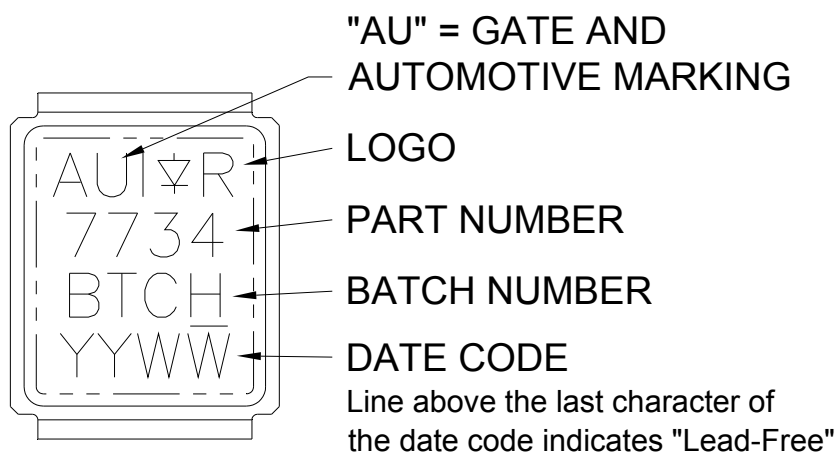 "AU" = GATE AND
AUTOMOTIVE MARKING
LOGO
PART NUMBER
BATCH NUMBER
DATE CODE
Line above the last character of
the date code indicates "Lead-Free"
AUI R
7734
BTCH
YYWW